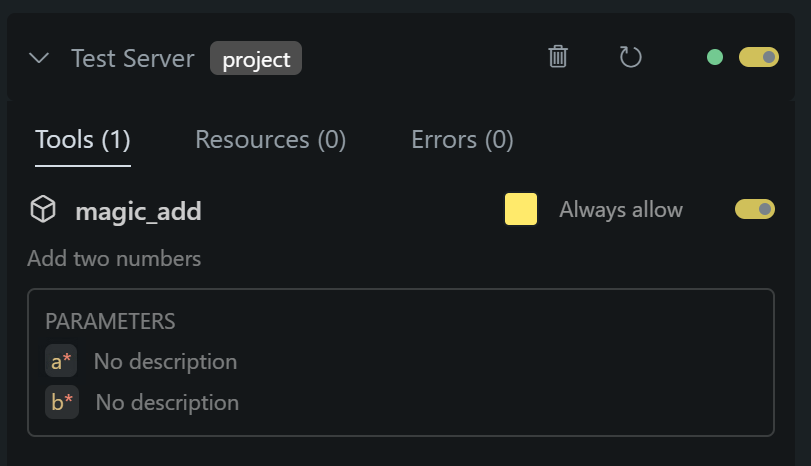 Test Server project
Tools (1) Resources (0) Errors (0)
magic_add Always allow
Add two numbers
PARAMETERS
a* No description
b* No description